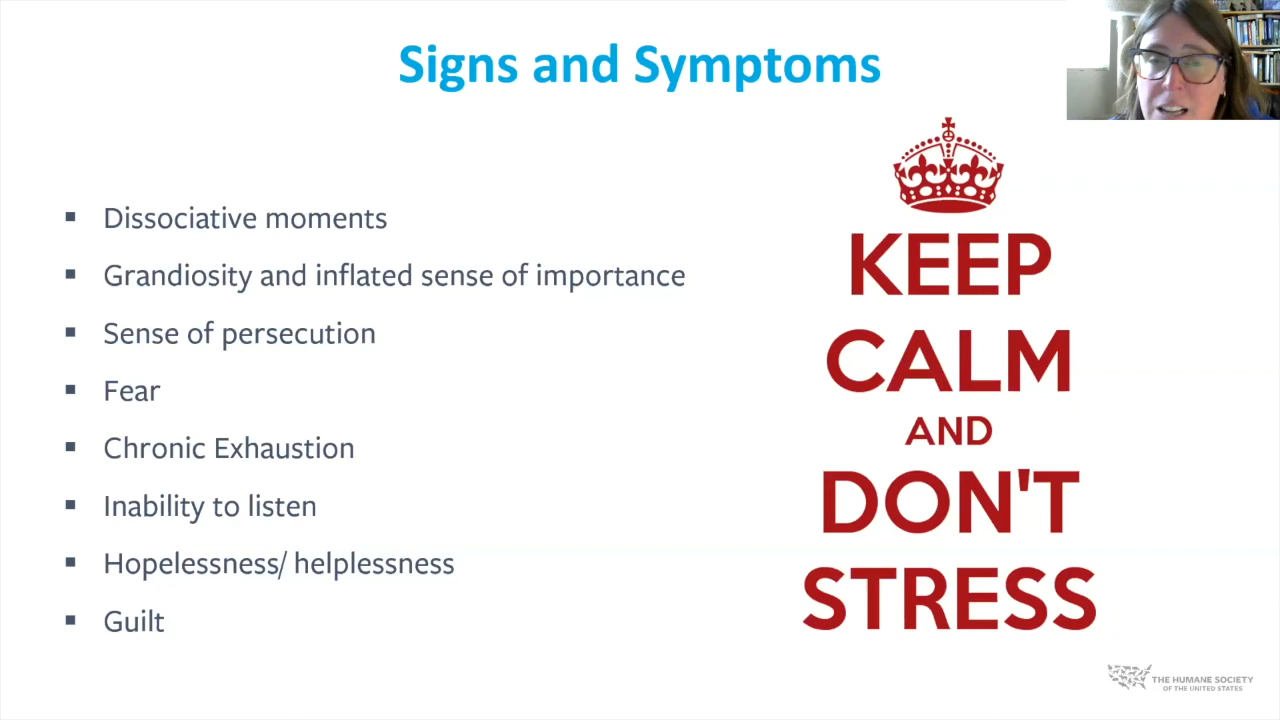 Signs and Symptoms
Dissociative moments
Grandiosity and inflated sense of importance
Sense of persecution
Fear
Chronic Exhaustion
Inability to listen
Hopelessness/ helplessness
Guilt
KEEP
CALM
AND
DON'T
STRESS
THE HUMANE SOCIETY
OF THE UNITED STATES